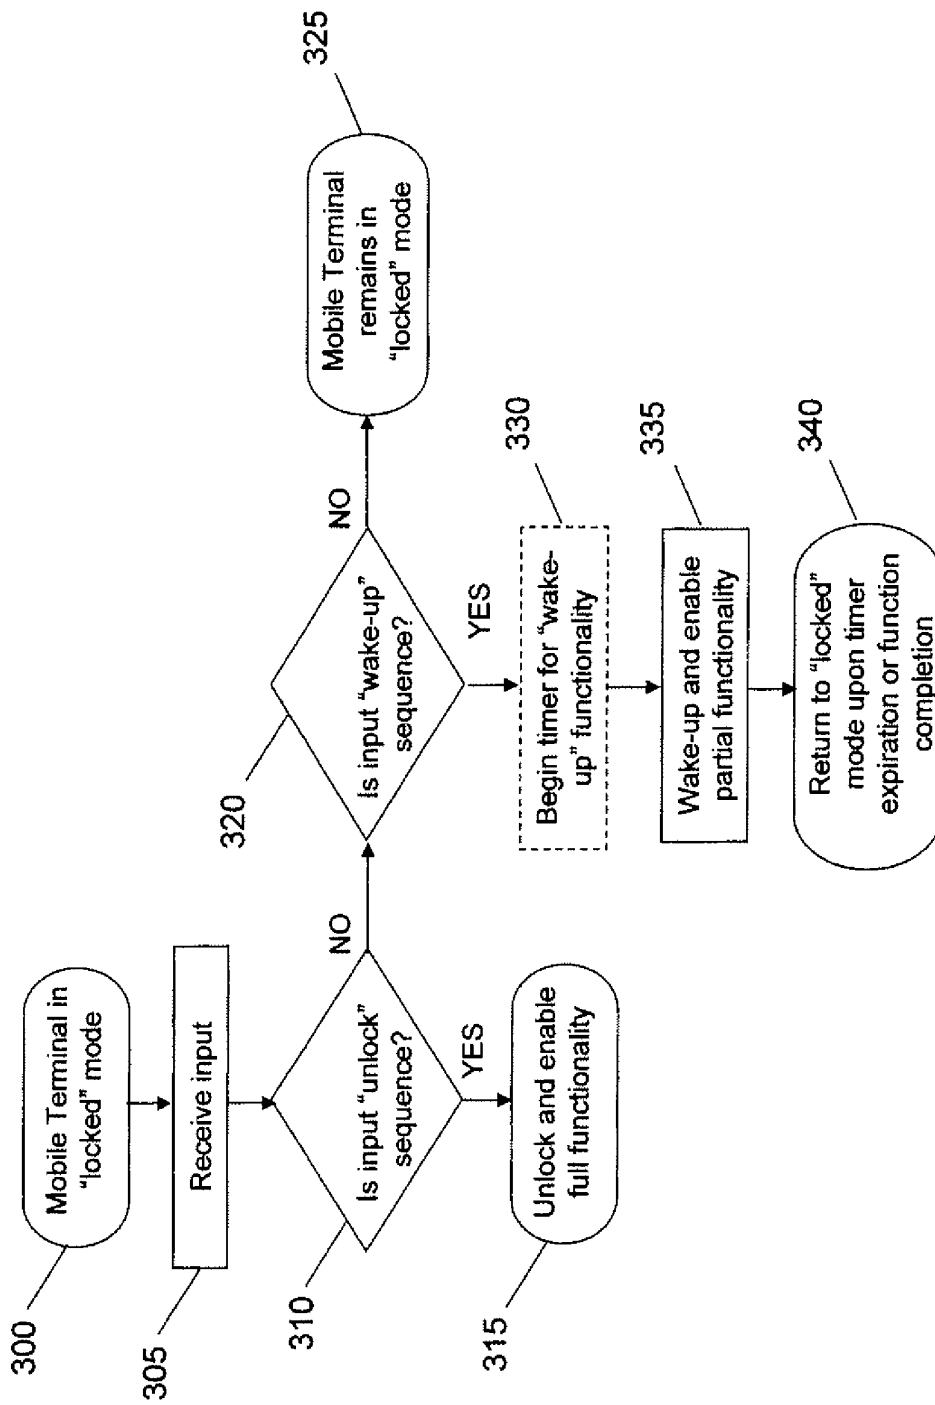 300
Mobile Terminal in
“locked” mode
305
Receive input
310
Is input “unlock”
sequence?
YES
NO
315
Unlock and enable
full functionality
320
Is input “wake-up”
sequence?
NO
YES
325
Mobile Terminal
remains in
“locked” mode
330
Begin timer for “wake-
up” functionality
335
Wake-up and enable
partial functionality
340
Return to “locked”
mode upon timer
expiration or function
completion